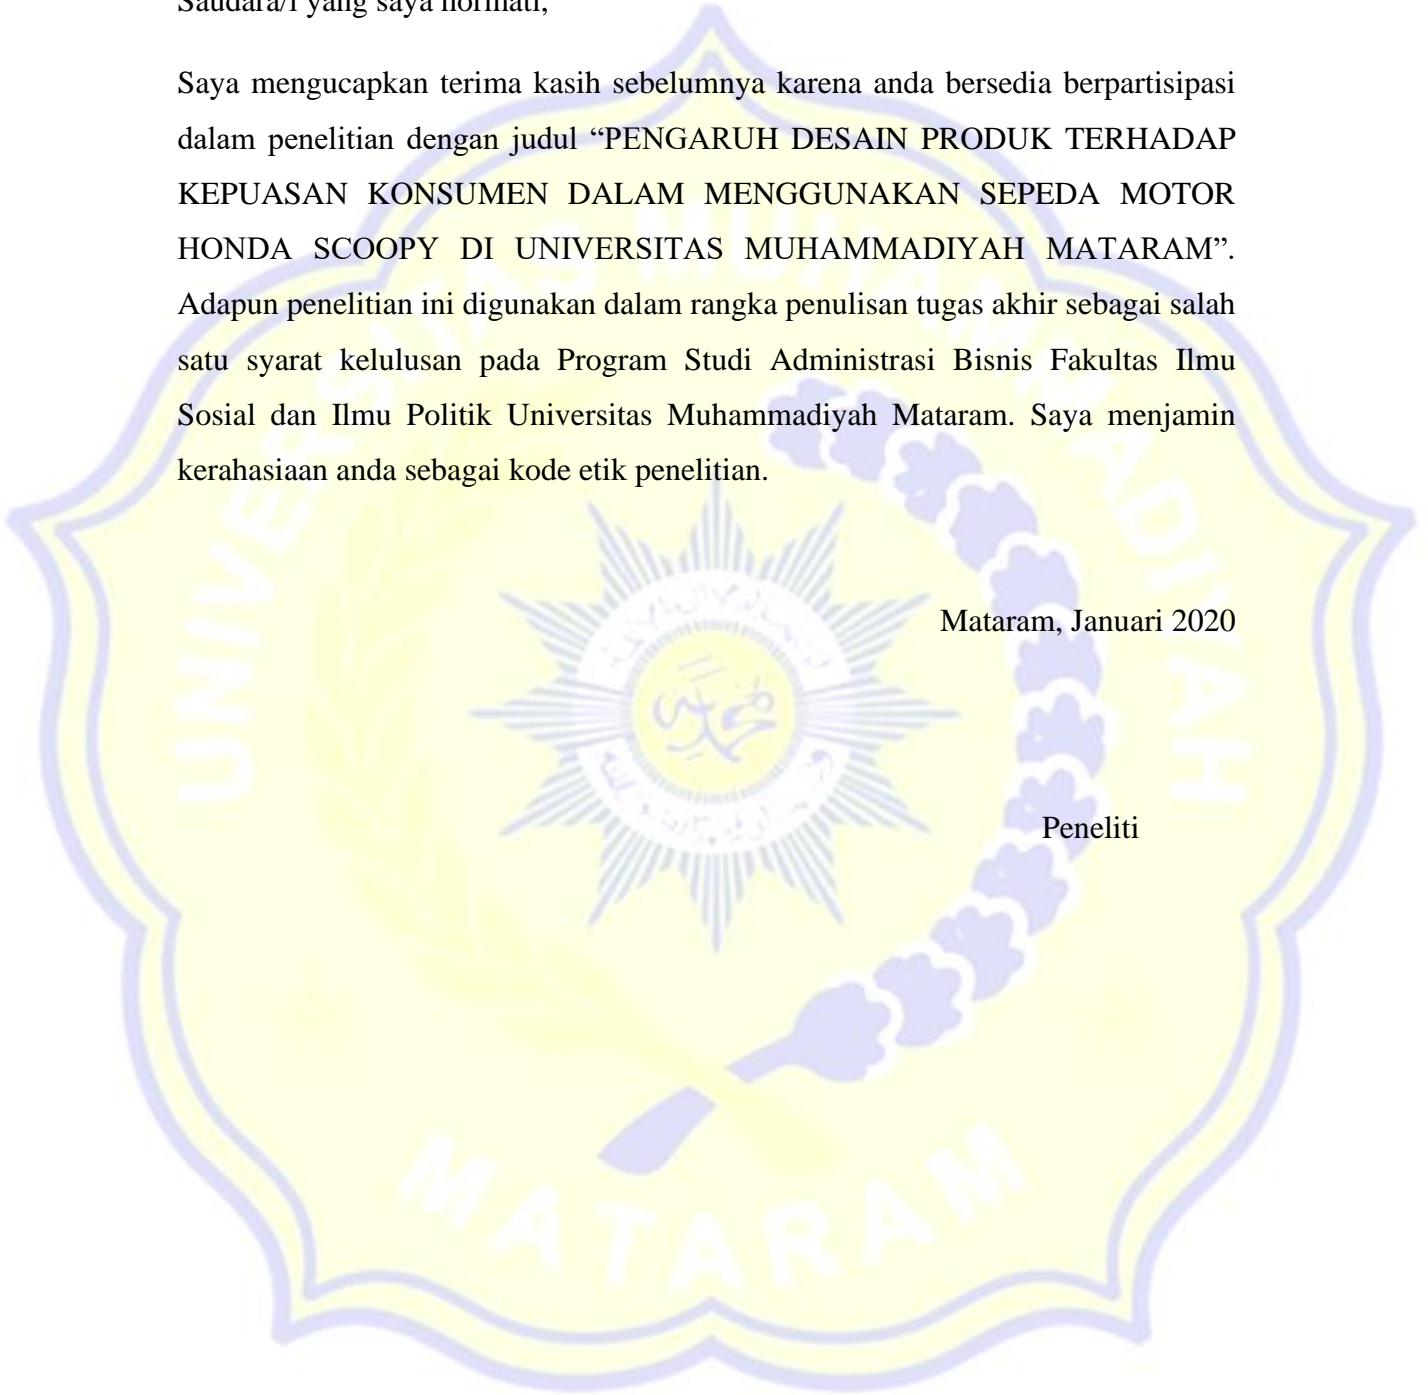 Saudara/i yang saya hormati,
Saya mengucapkan terima kasih sebelumnya karena anda bersedia berpartisipasi
dalam penelitian dengan judul “PENGARUH DESAIN PRODUK TERHADAP
KEPUASAN KONSUMEN DALAM MENGGUNAKAN SEPEDA MOTOR
HONDA SCOOPY DI UNIVERSITAS MUHAMMADIYAH MATARAM”.
Adapun penelitian ini digunakan dalam rangka penulisan tugas akhir sebagai salah
satu syarat kelulusan pada Program Studi Administrasi Bisnis Fakultas Ilmu
Sosial dan Ilmu Politik Universitas Muhammadiyah Mataram. Saya menjamin
kerahasiaan anda sebagai kode etik penelitian.
Mataram, Januari 2020
Peneliti
UNIVERSITAS MUHAMMADIYAH
MATARAM